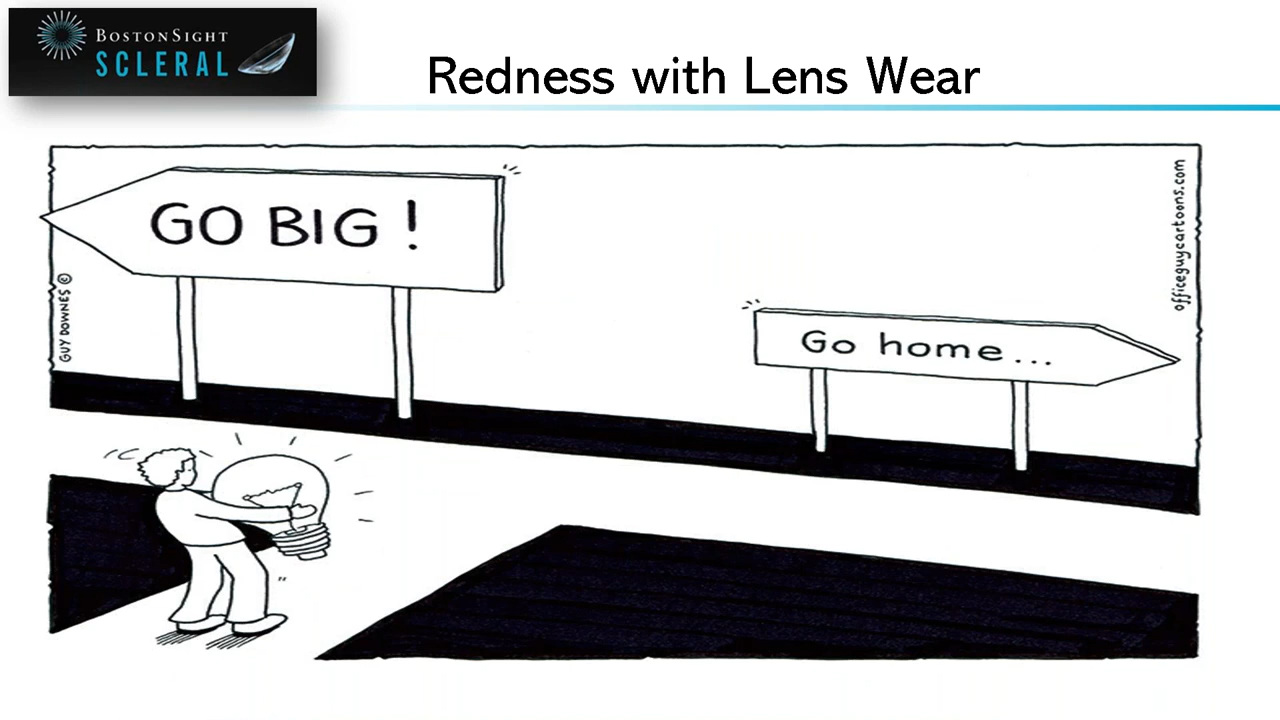 BOSTONSIGHT
SCLERAL
Redness with Lens Wear
GO BIG !
Go home...
GUY DOWNES ©
officeguycartoons.com